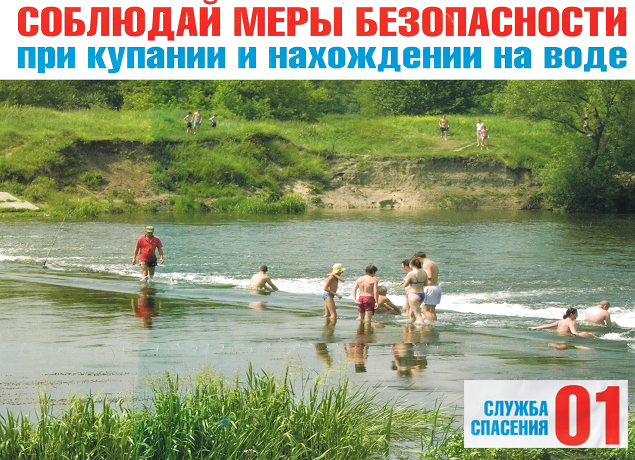 СОБЛЮДАЙ МЕРЫ БЕЗОПАСНОСТИ
при купании и нахождении на воде
СЛУЖБА
СПАСЕНИЯ
01